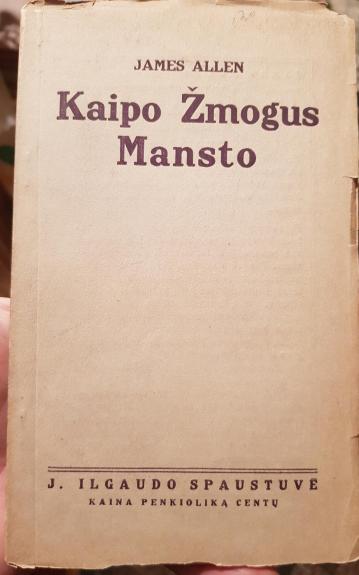 JAMES ALLEN
Kaipo Žmogus
Mansto
J. ILGAUDO SPAUSTUVĖ
KAINA PENKIOLIKĄ CENTŲ